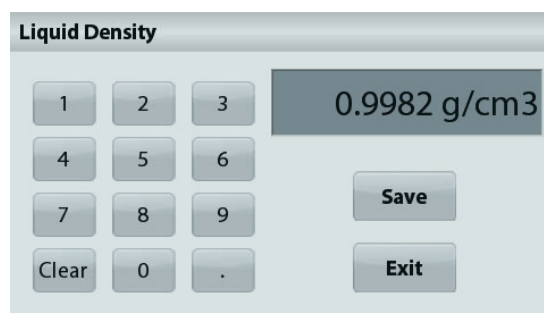 Liquid Density
1 2 3
0.9982 g/cm3
4 5 6
Save
7 8 9
Clear 0 .
Exit